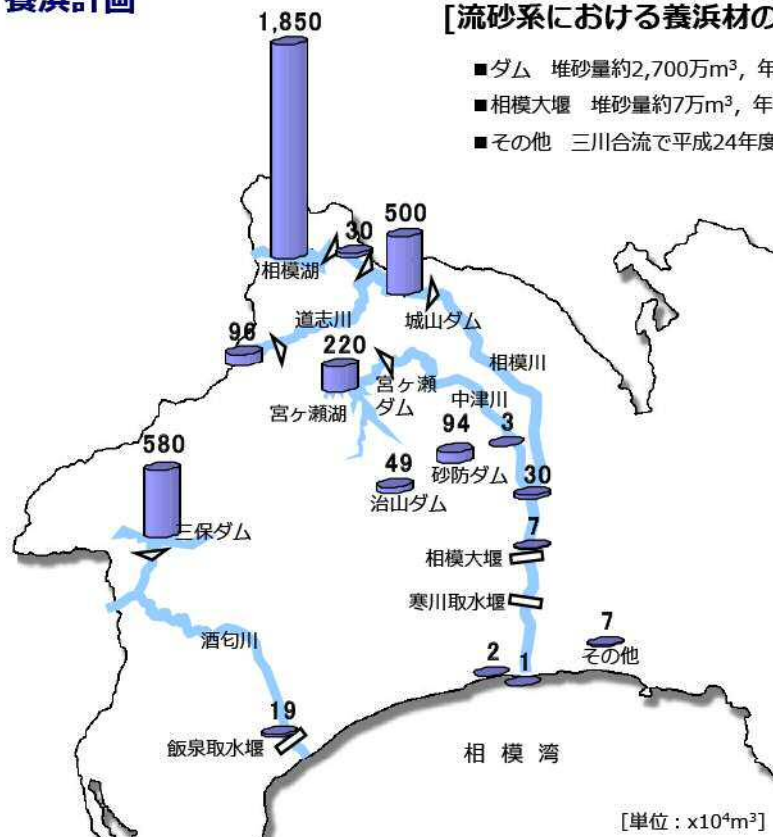 養浜計画
[流砂系における養浜材の
■ダム 堆砂量約2,700万m³，年
■相模大堰 堆砂量約7万m³，年
■その他 三川合流で平成24年度
1,850
30
500
相模湖
道志川
城山ダム
96
220
宮ヶ瀬
ダム
相模川
宮ヶ瀬湖
中津川
580
94
3
49
砂防ダム
30
治山ダム
三保ダム
7
相模大堰
寒川取水堰
酒匂川
7
2
1
その他
19
飯泉取水堰
相模湾
[単位：x10⁴m³]